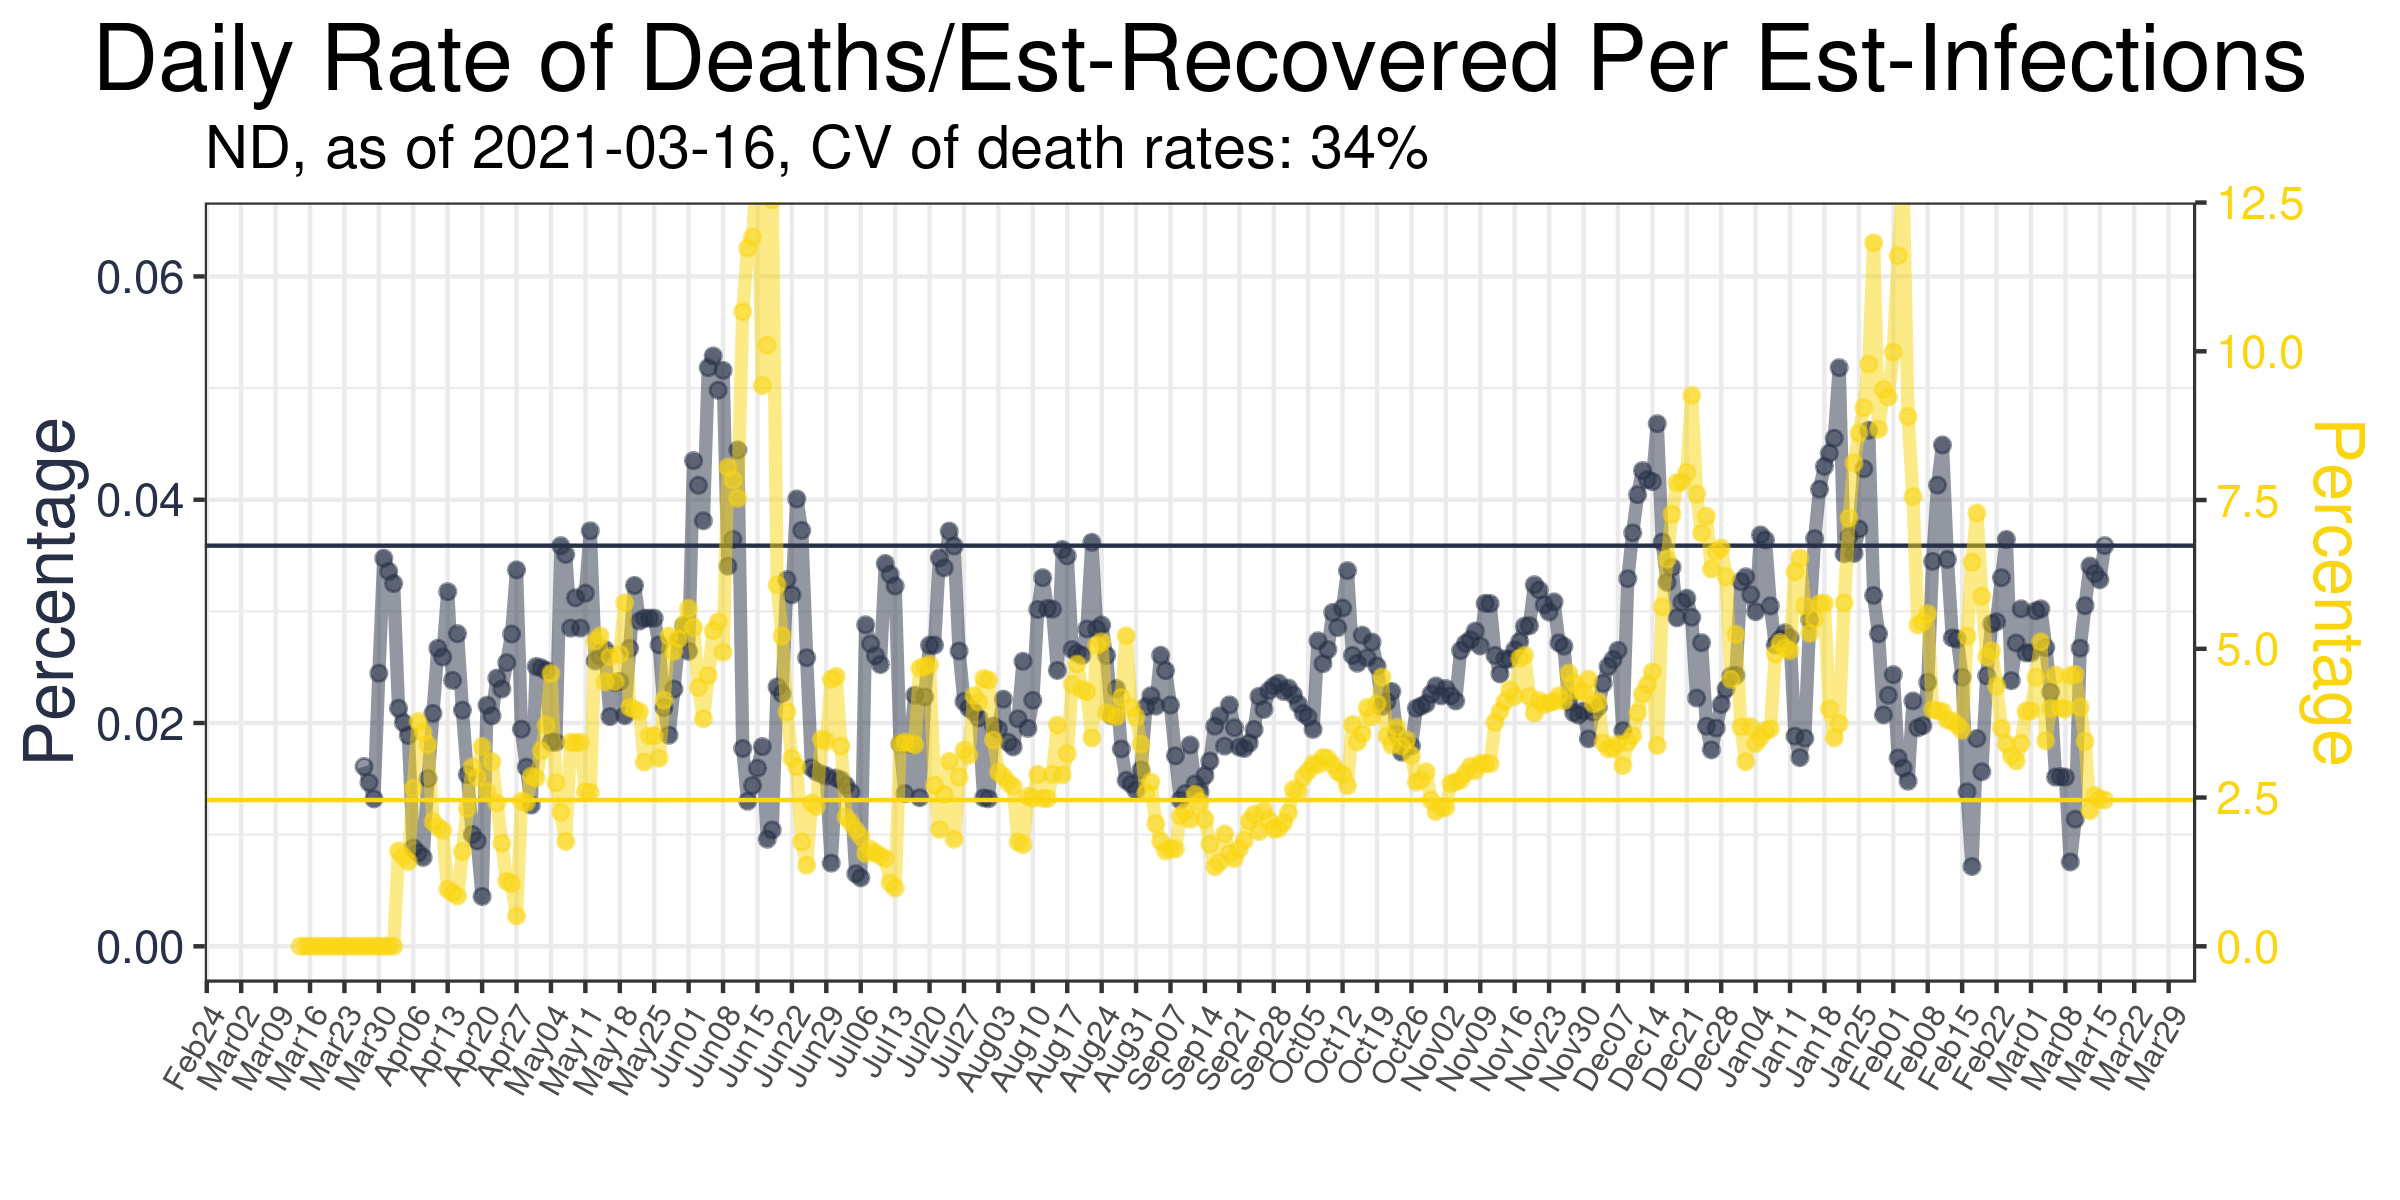 Daily Rate of Deaths/Est-Recovered Per Est-Infections
ND, as of 2021-03-16, CV of death rates: 34%
Percentage
0.06
0.04
0.02
0.00
12.5
10.0
7.5
5.0
2.5
0.0
Percentage
Feb24
Mar02
Mar09
Mar16
Mar23
Mar30
Apr06
Apr13
Apr20
Apr27
May04
May11
May18
May25
Jun01
Jun08
Jun15
Jun22
Jun29
Jul06
Jul13
Jul20
Jul27
Aug03
Aug10
Aug17
Aug24
Aug31
Sep07
Sep14
Sep21
Sep28
Oct05
Oct12
Oct19
Oct26
Nov02
Nov09
Nov16
Nov23
Nov30
Dec07
Dec14
Dec21
Dec28
Jan04
Jan11
Jan18
Jan25
Feb01
Feb08
Feb15
Feb22
Mar01
Mar08
Mar15
Mar22
Mar29